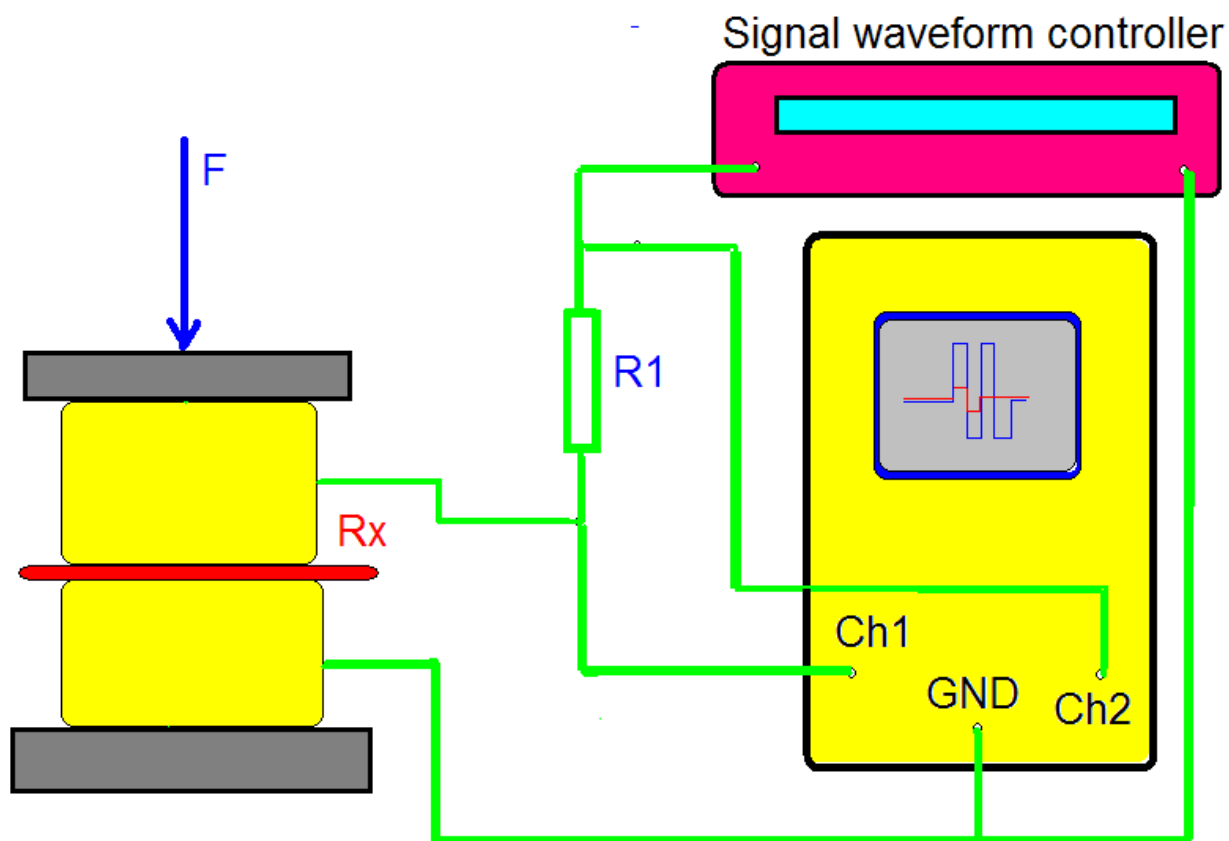 Signal waveform controller
F
R1
Rx
Ch1
GND
Ch2